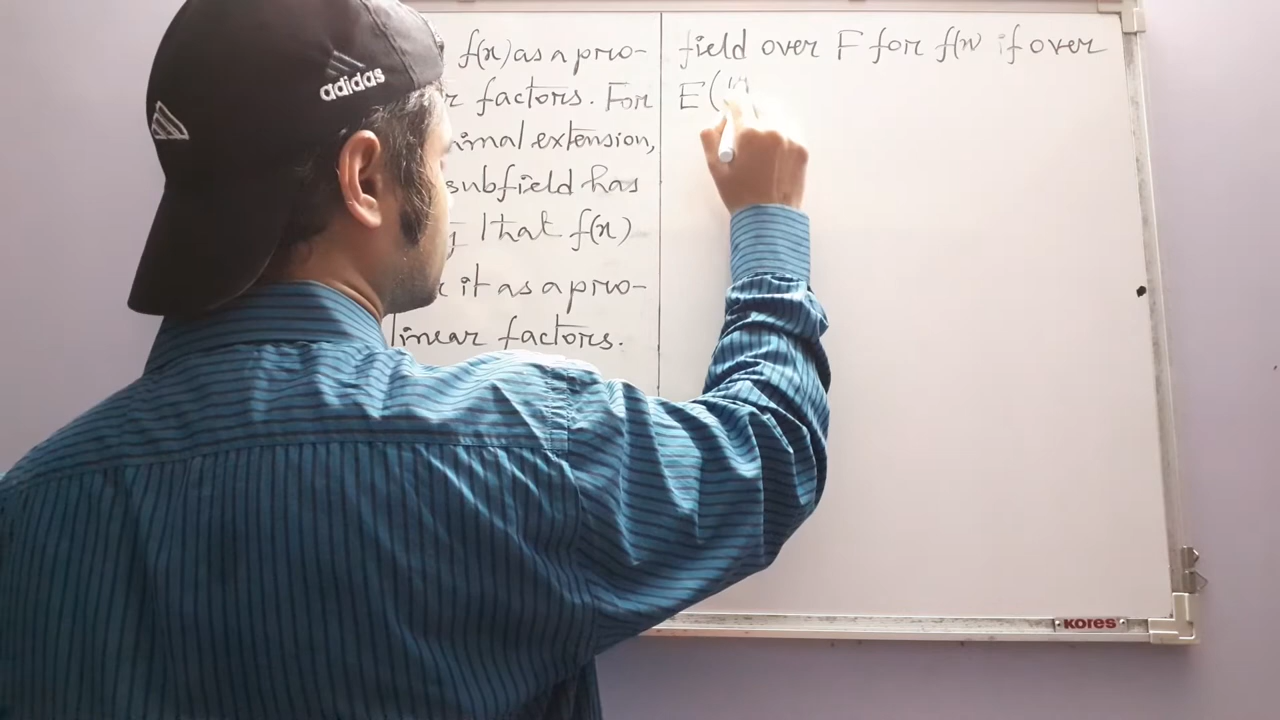 adidas
f(x) as a pro-
factors. For
extension,
subfield has
that f(x)
it as a pro-
linear factors.
field over F for f(x) if over
E(
KORES